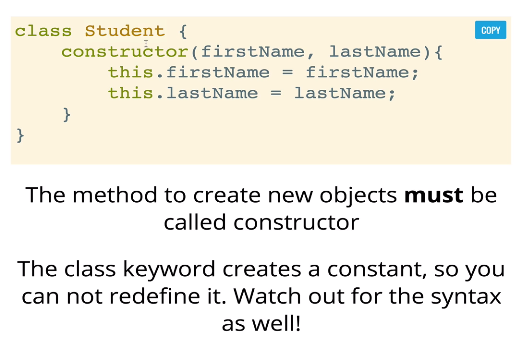 class Student {
COPY
    constructor(firstName, lastName){
        this.firstName = firstName;
        this.lastName = lastName;
    }
}
The method to create new objects must be
called constructor
The class keyword creates a constant, so you
can not redefine it. Watch out for the syntax
as well!